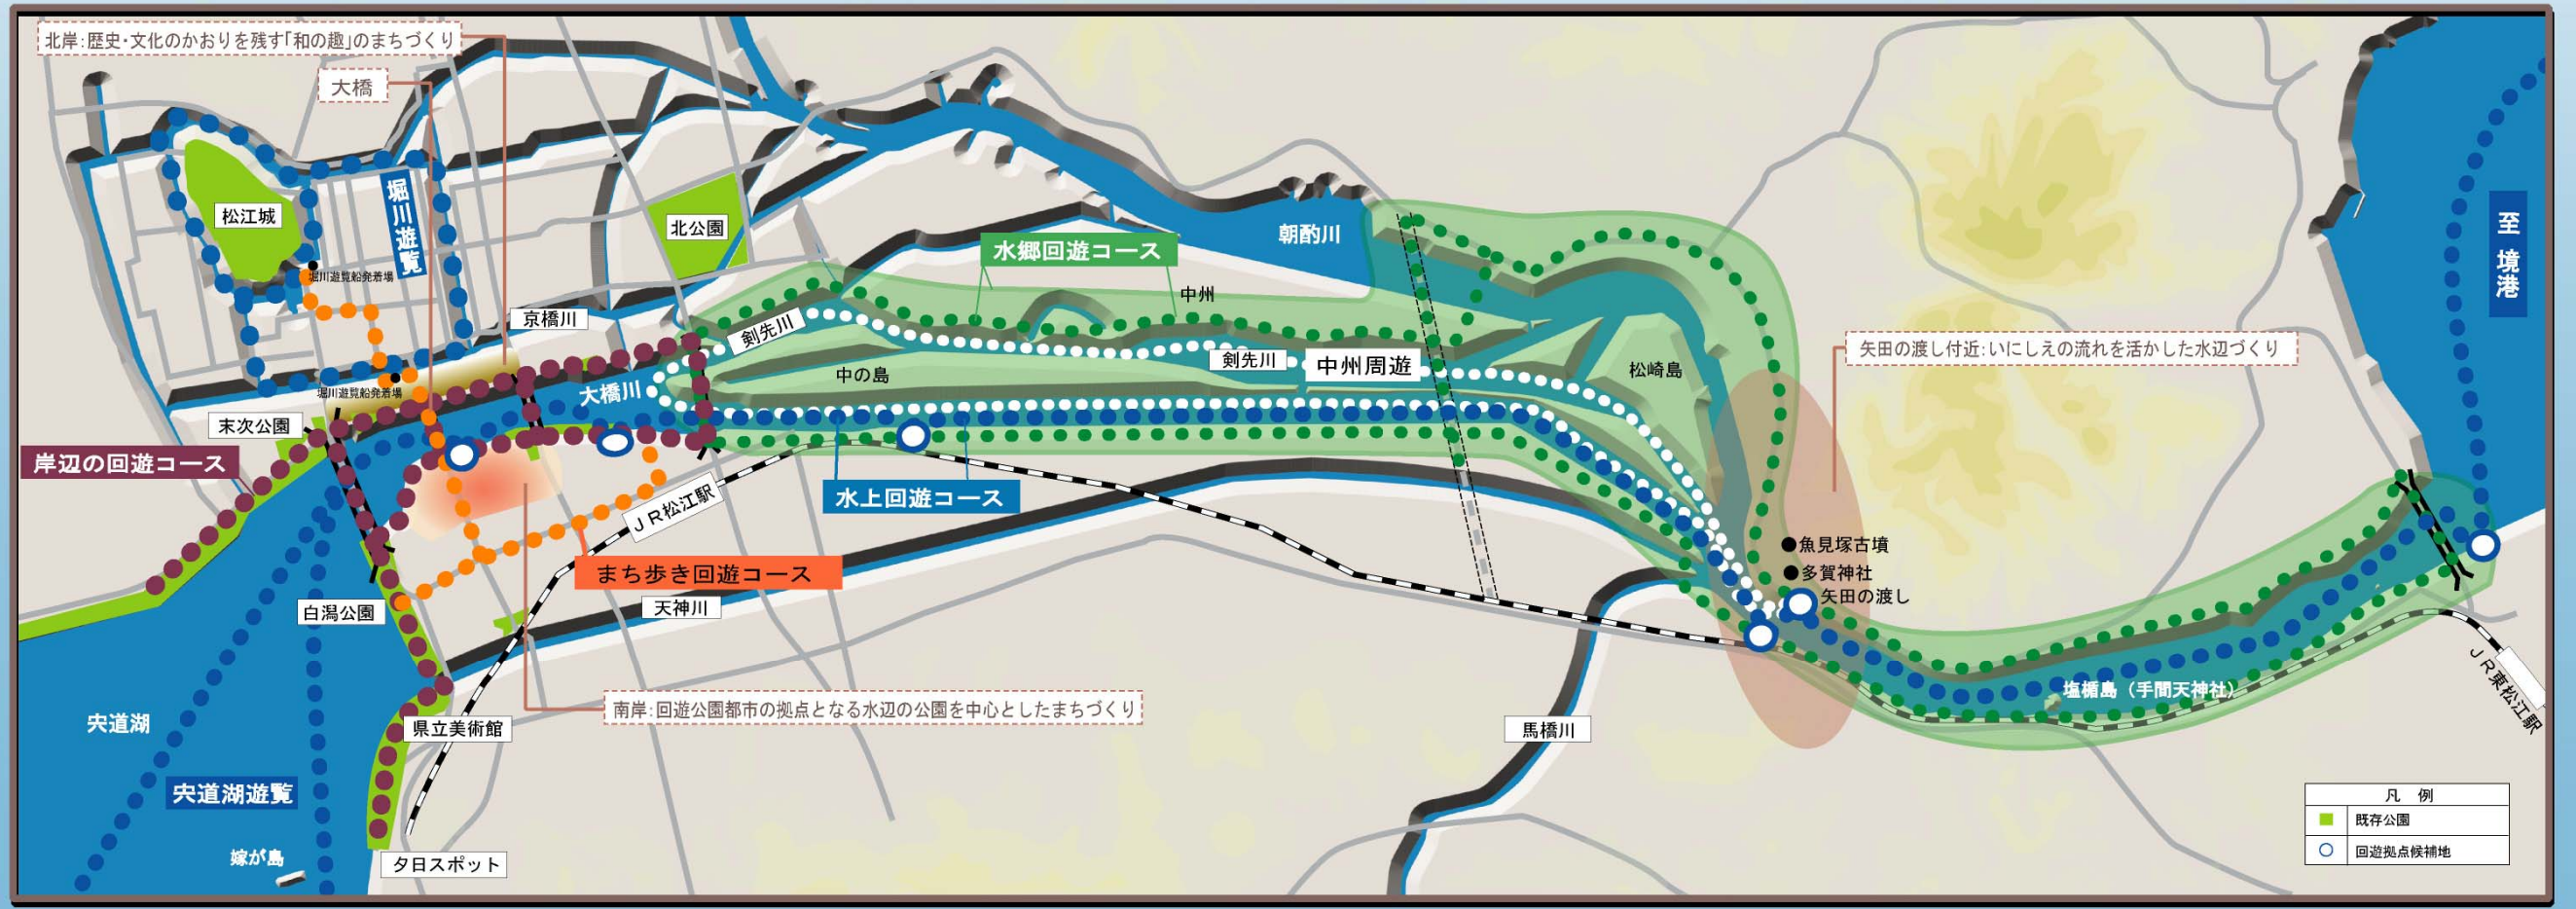 北岸:歴史・文化のかおりを残す「和の趣」のまちづくり
大橋
松江城
堀川遊覧
堀川遊覧船発着場
北公園
朝酌川
至 境港
水郷回遊コース
中州
京橋川
剣先川
剣先川
中州周遊
中の島
松崎島
大橋川
堀川遊覧船発着場
矢田の渡し付近:いにしえの流れを活かした水辺づくり
末次公園
岸辺の回遊コース
水上回遊コース
JR松江駅
まち歩き回遊コース
天神川
白潟公園
魚見塚古墳
多賀神社
矢田の渡し
塩楯島(手間天神社)
JR東松江駅
南岸:回遊公園都市の拠点となる水辺の公園を中心としたまちづくり
県立美術館
馬橋川
宍道湖
宍道湖遊覧
嫁が島
夕日スポット
凡 例
既存公園
回遊拠点候補地